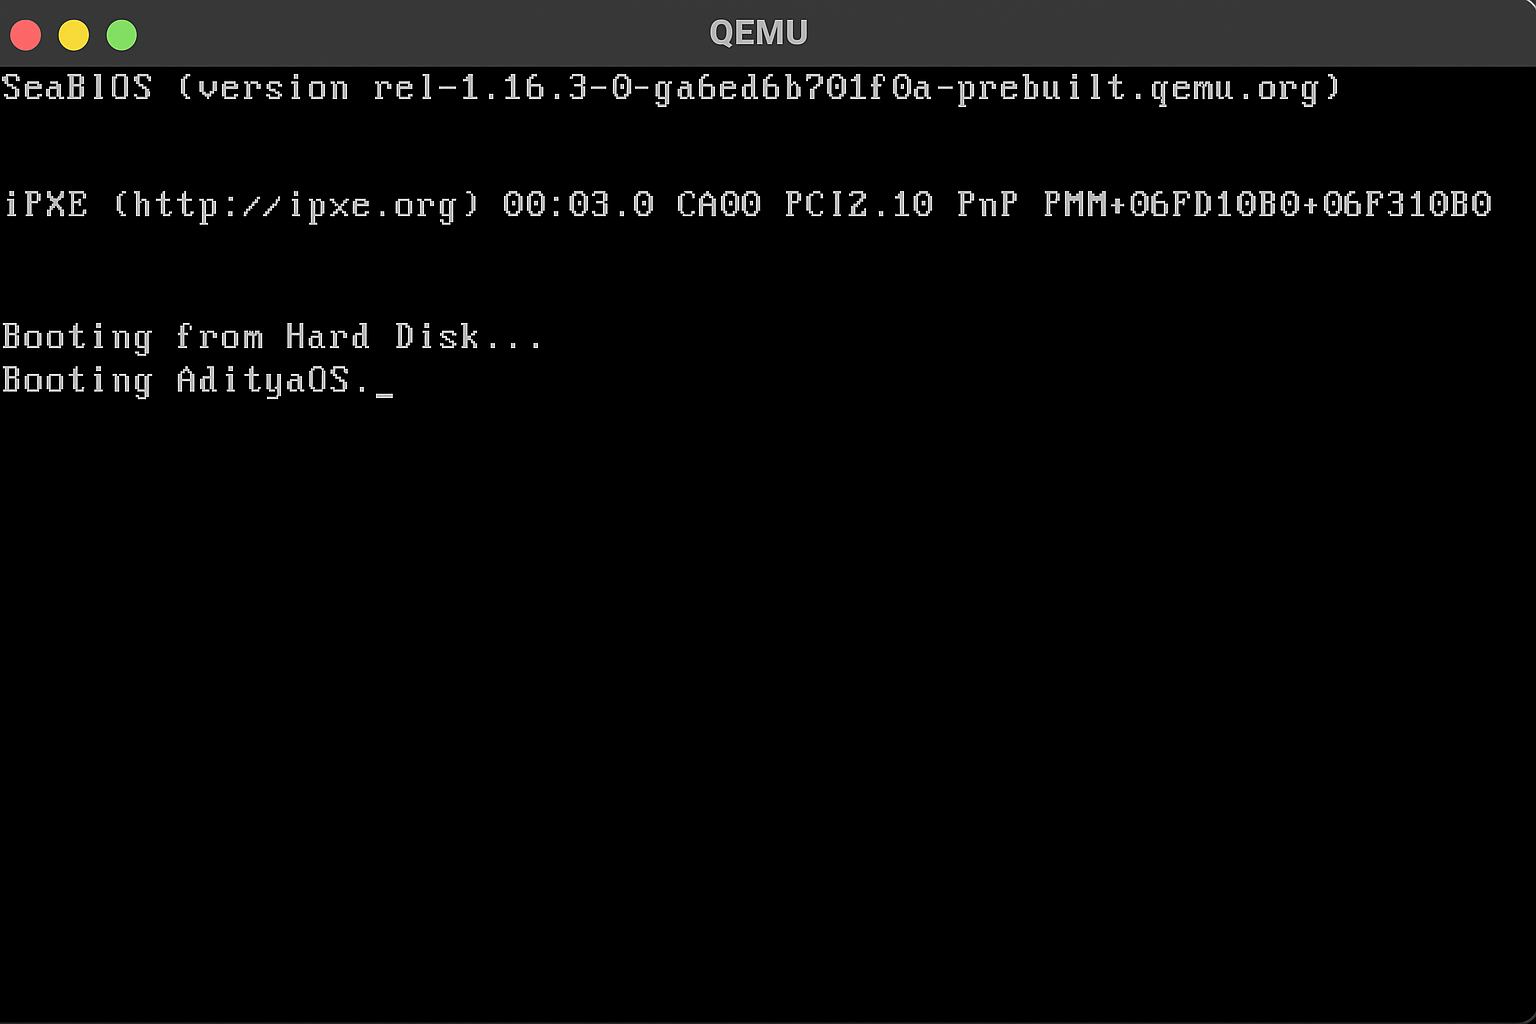 QEMU
SeaBIOS (version rel-1.16.3-0-ga6ed6b701f0a-prebuilt.qemu.org)
iPXE (http://ipxe.org) 00:03.0 CA00 PCI2.10 PnP PMM+06FD10B0+06F310B0
Booting from Hard Disk...
Booting AdityaOS._